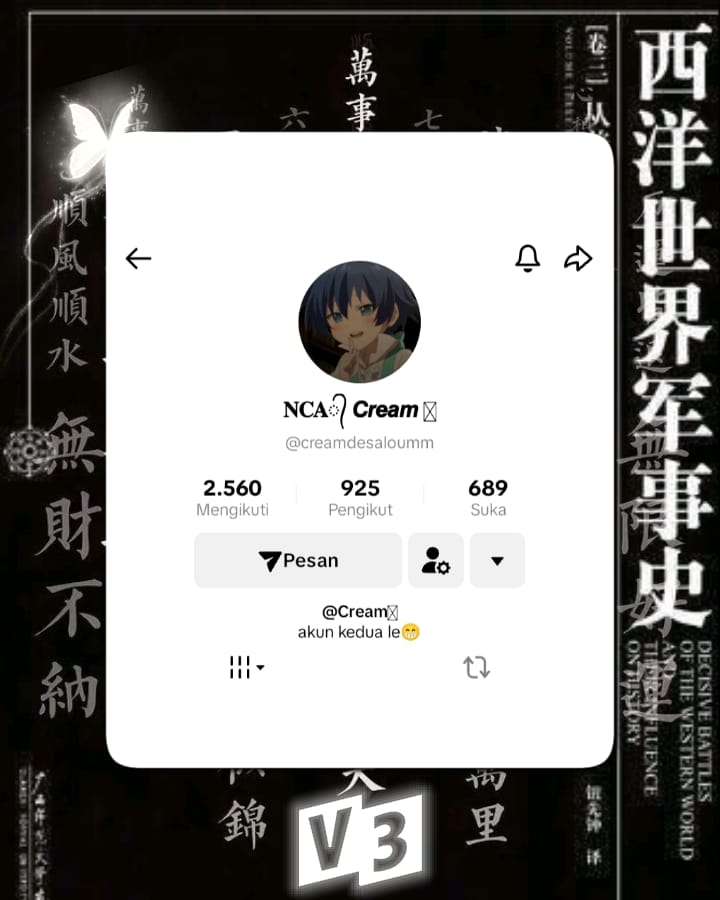 萬事
萬事
六
七
順風順水
無財不納
西洋世界军事史
【卷三】从
DECISIVE BATTLES
OF THE WESTERN WORLD
AND
THEIR INFLUENCE
ON HISTORY
NCA Cream
@creamdesaloumm
2.560
925
689
Mengikuti
Pengikut
Suka
Pesan
@Cream
akun kedua le😁
錦
萬里
V3